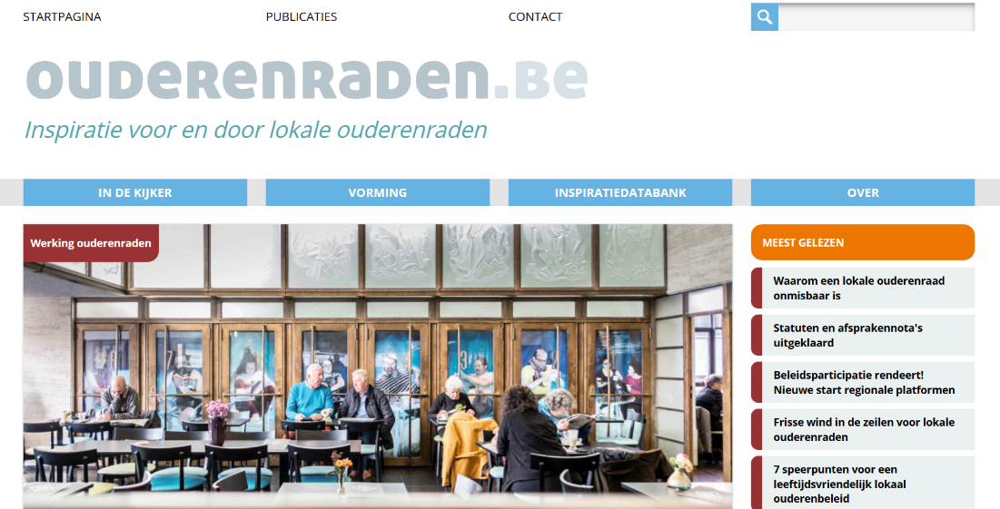 STARTPAGINA
PUBLICATIES
CONTACT
OUDERENRADEN.BE
Inspiratie voor en door lokale ouderenraden
IN DE KIJKER
VORMING
INSPIRATIEDATABANK
OVER
Werking ouderenraden
MEEST GELEZEN
Waarom een lokale ouderenraad
onmisbaar is
Statuten en afsprakennota's
uitgeklaard
Beleidsparticipatie rendeert!
Nieuwe start regionale platformen
Frisse wind in de zeilen voor lokale
ouderenraden
7 speerpunten voor een
leeftijdsvriendelijk lokaal
ouderenbeleid